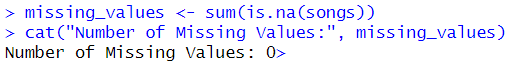 > missing_values <- sum(is.na(songs))
> cat("Number of Missing Values:", missing_values)
Number of Missing Values: 0>